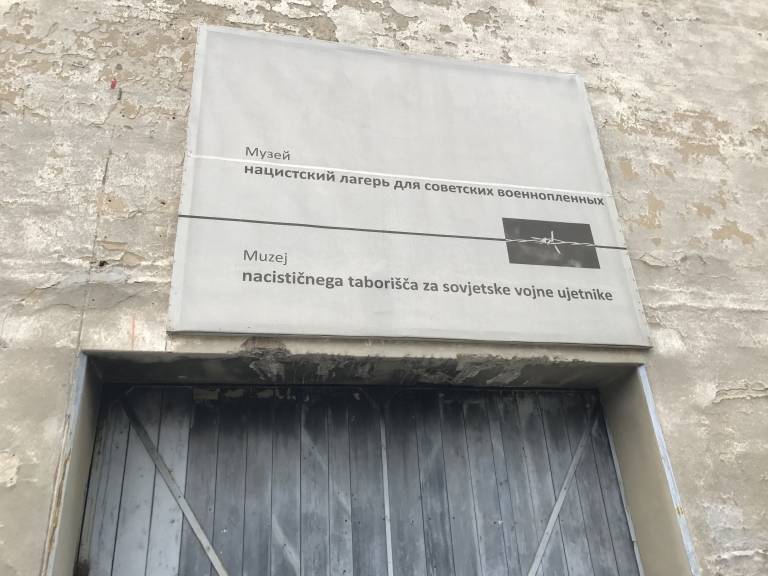 Музей
нацистский лагерь для советских военнопленных
Muzej
nacističnega taborišča za sovjetske vojne ujetnike